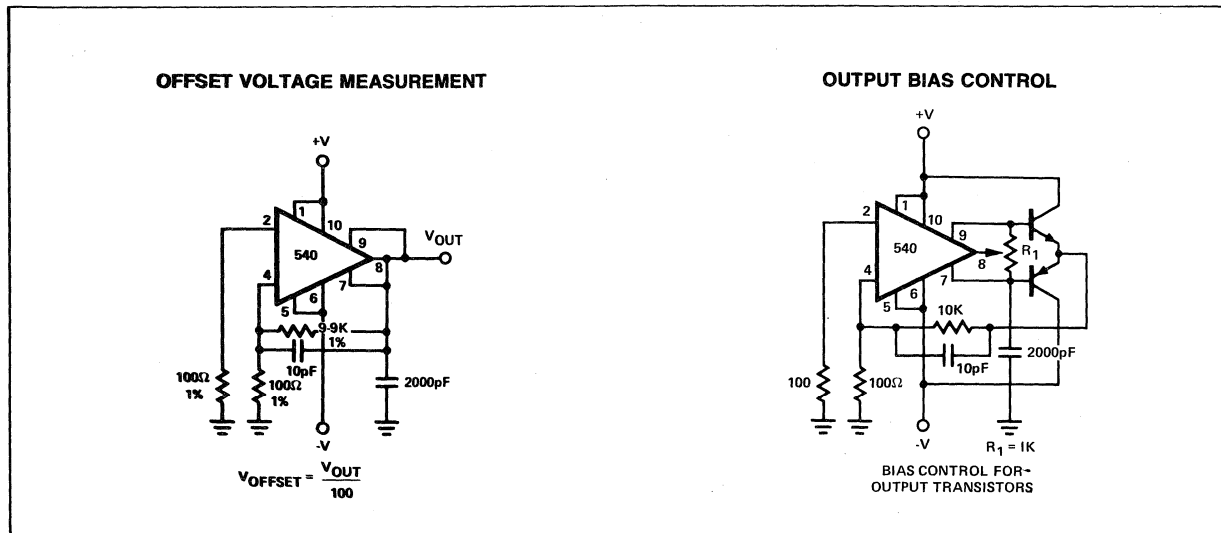 OFFSET VOLTAGE MEASUREMENT
+V
1
2
10
9
540
8
VOUT
4
7
6
5
9-9K
1%
10pF
100Ω
1%
100Ω
1%
2000pF
-V
VOFFSET = VOUT
100
OUTPUT BIAS CONTROL
+V
1
2
10
9
540
8
R1
4
7
6
5
10K
10pF
2000pF
100
100Ω
-V
R1 = 1K
BIAS CONTROL FOR-
OUTPUT TRANSISTORS